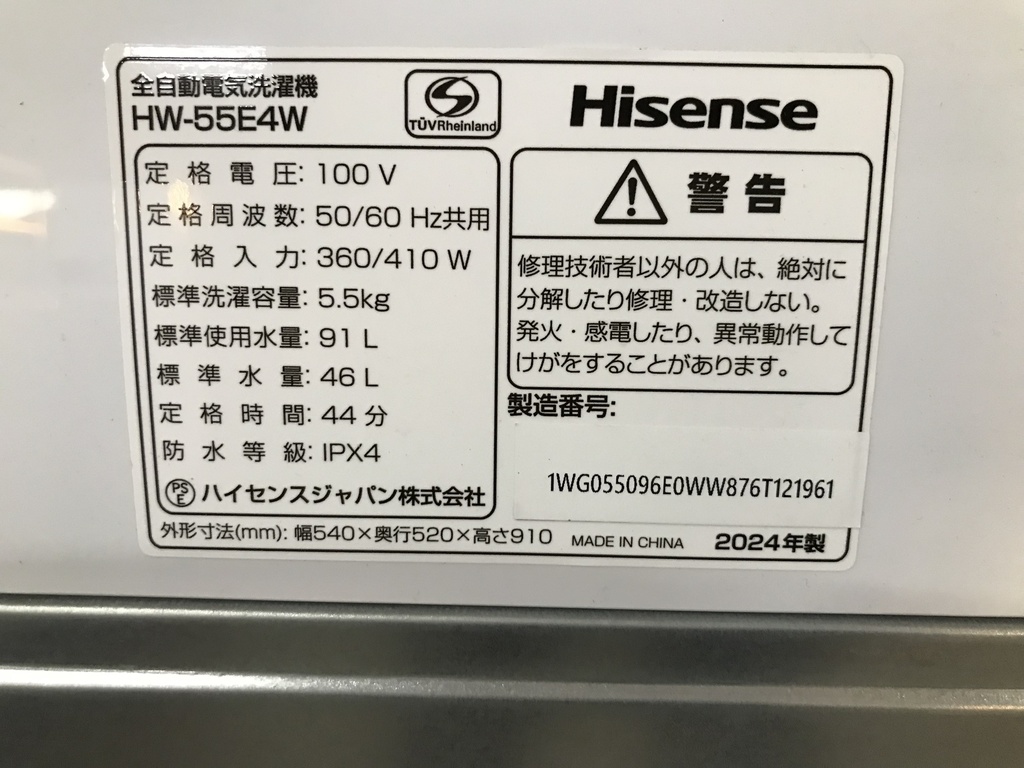 全自動電気洗濯機
HW-55E4W
TÜVRheinland
Hisense
定格電圧: 100 V
定格周波数: 50/60 Hz共用
定格入力: 360/410 W
標準洗濯容量: 5.5kg
標準使用水量: 91 L
標準水量: 46 L
定格時間: 44 分
防水等級: IPX4
PSE ハイセンスジャパン株式会社
警告
修理技術者以外の人は、絶対に
分解したり修理・改造しない。
発火・感電したり、異常動作して
けがをすることがあります。
製造番号:
1WG055096E0WW876T121961
外形寸法(mm): 幅540×奥行520×高さ910
MADE IN CHINA
2024年製